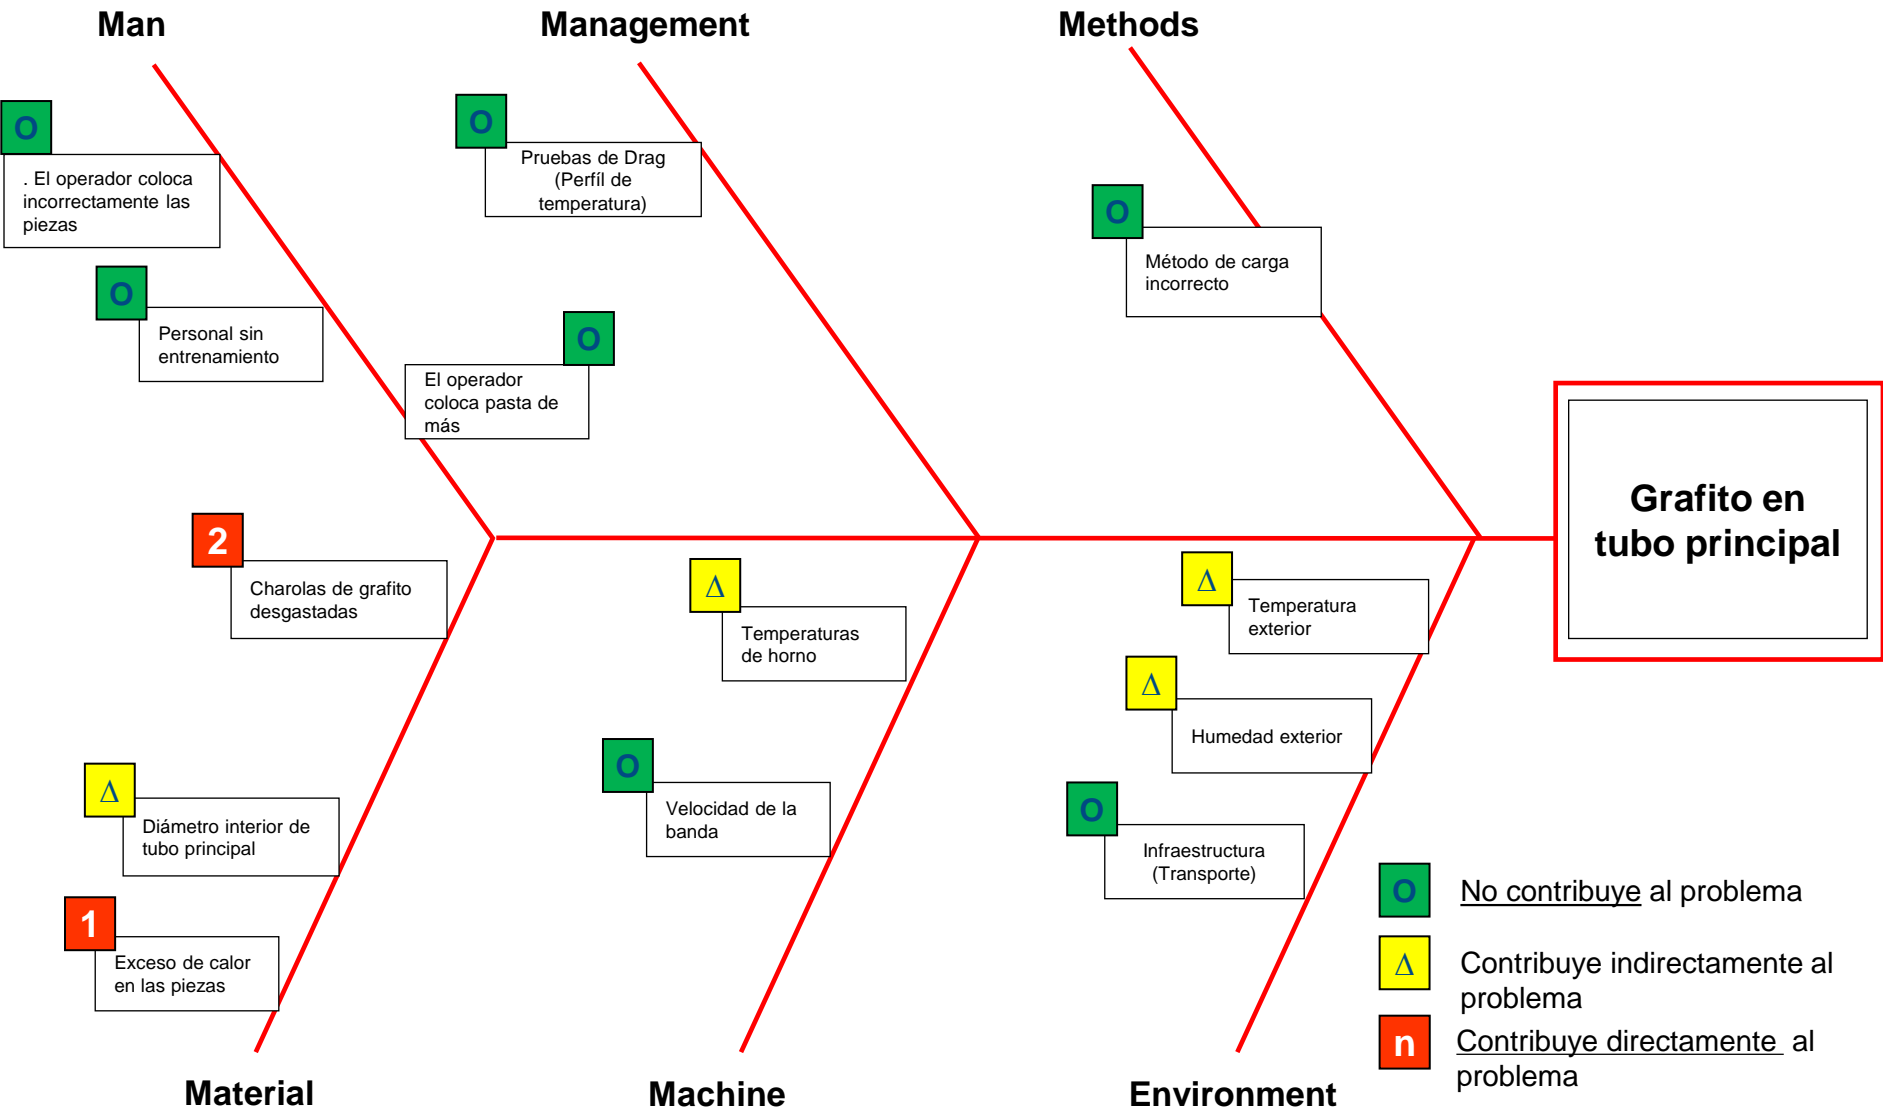 Man
Management
Methods
O
. El operador coloca
incorrectamente las
piezas
O
Personal sin
entrenamiento
O
El operador
coloca pasta de
más
O
Pruebas de Drag
(Perfíl de
temperatura)
O
Método de carga
incorrecto
Grafito en
tubo principal
2
Charolas de grafito
desgastadas
Δ
Diámetro interior de
tubo principal
1
Exceso de calor
en las piezas
Δ
Temperaturas
de horno
O
Velocidad de la
banda
Δ
Temperatura
exterior
Δ
Humedad exterior
O
Infraestructura
(Transporte)
Material
Machine
Environment
O
No contribuye al problema
Δ
Contribuye indirectamente al
problema
n
Contribuye directamente al
problema